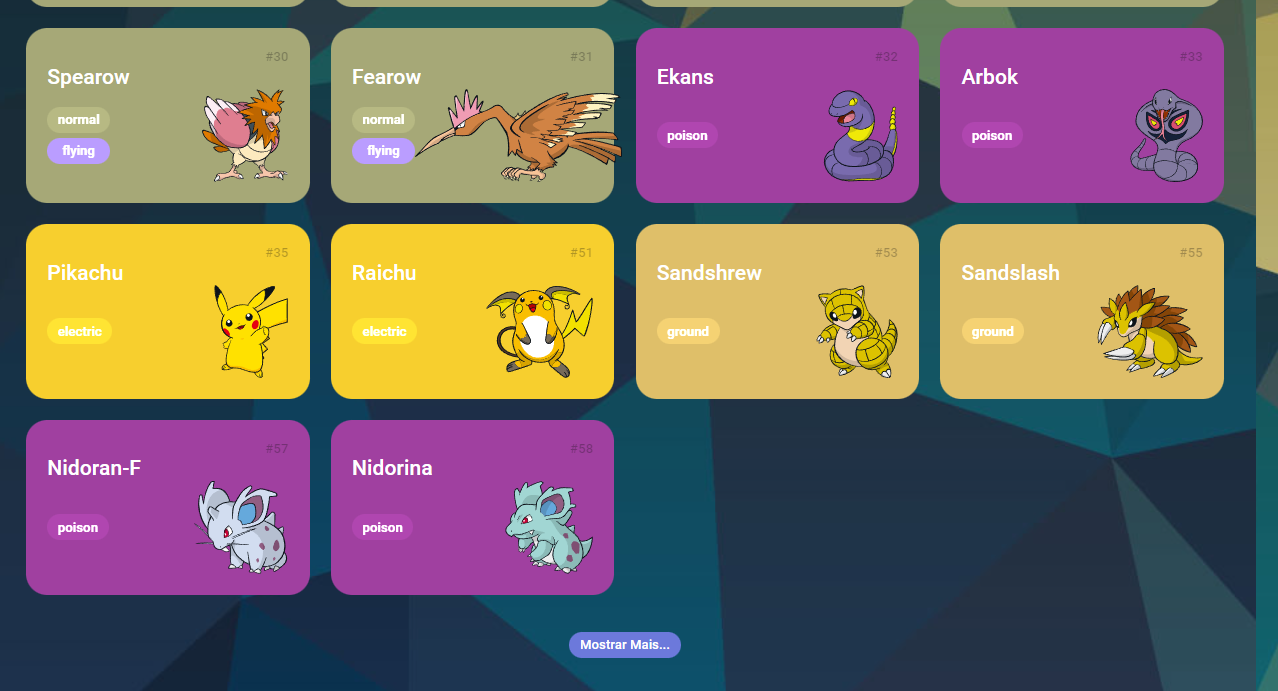 #30
Spearow
normal
flying
#31
Fearow
normal
flying
#32
Ekans
poison
#33
Arbok
poison
#35
Pikachu
electric
#51
Raichu
electric
#53
Sandshrew
ground
#55
Sandslash
ground
#57
Nidoran-F
poison
#58
Nidorina
poison
Mostrar Mais...